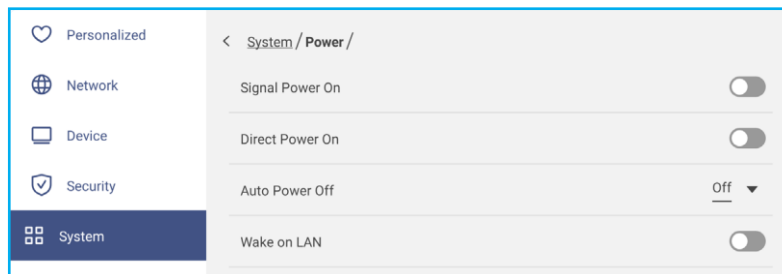 Personalized
Network
Device
Security
System
< System / Power /
Signal Power On
Direct Power On
Auto Power Off Off
Wake on LAN